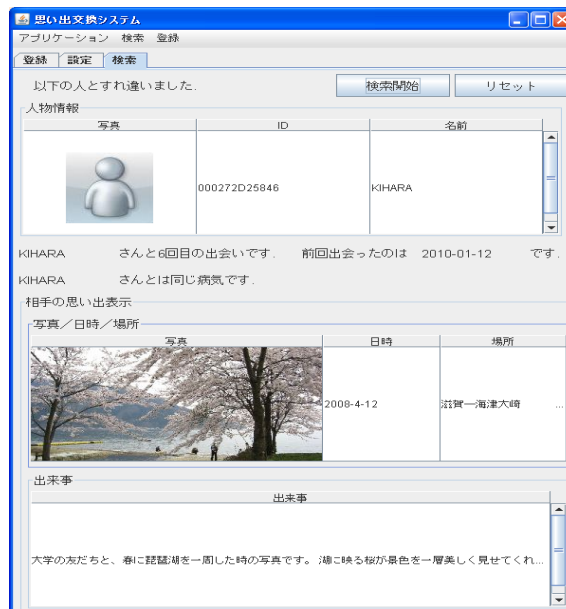 思い出交換システム
アプリケーション 検索 登録
登録 設定 検索
以下の人とすれ違いました. 検索開始 リセット
人物情報
写真 ID 名前
000272D25846 KIHARA
KIHARA さんと6回目の出会いです. 前回出会ったのは 2010-01-12 です.
KIHARA さんとは同じ病気です.
相手の思い出表示
写真／日時／場所
写真 日時 場所
2008-4-12 滋賀―海津大崎 ...
出来事
出来事
大学の友だちと、春に琵琶湖を一周した時の写真です。 湖に映る桜が景色を一層美しく見せてくれ...